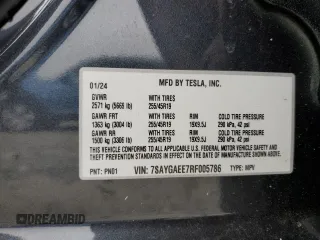 01/24 MFD BY TESLA, INC.
GVWR WITH TIRES
2571 kg (5669 lb) 255/45R19
GAWR FRT WITH TIRES RIM COLD TIRE PRESSURE
1363 kg (3004 lb) 255/45R19 19X9.5J 290 kPa, 42 psi
GAWR RR WITH TIRES RIM COLD TIRE PRESSURE
1500 kg (3306 lb) 255/45R19 19X9.5J 290 kPa, 42 psi
THIS VEHICLE CONFORMS TO ALL APPLICABLE FEDERAL MOTOR VEHICLE
SAFETY STANDARDS IN EFFECT ON THE DATE OF MANUFACTURE SHOWN ABOVE.
PNT: PN01 VIN: 7SAYGAEE7RF005786 TYPE: MPV
DREAMBID